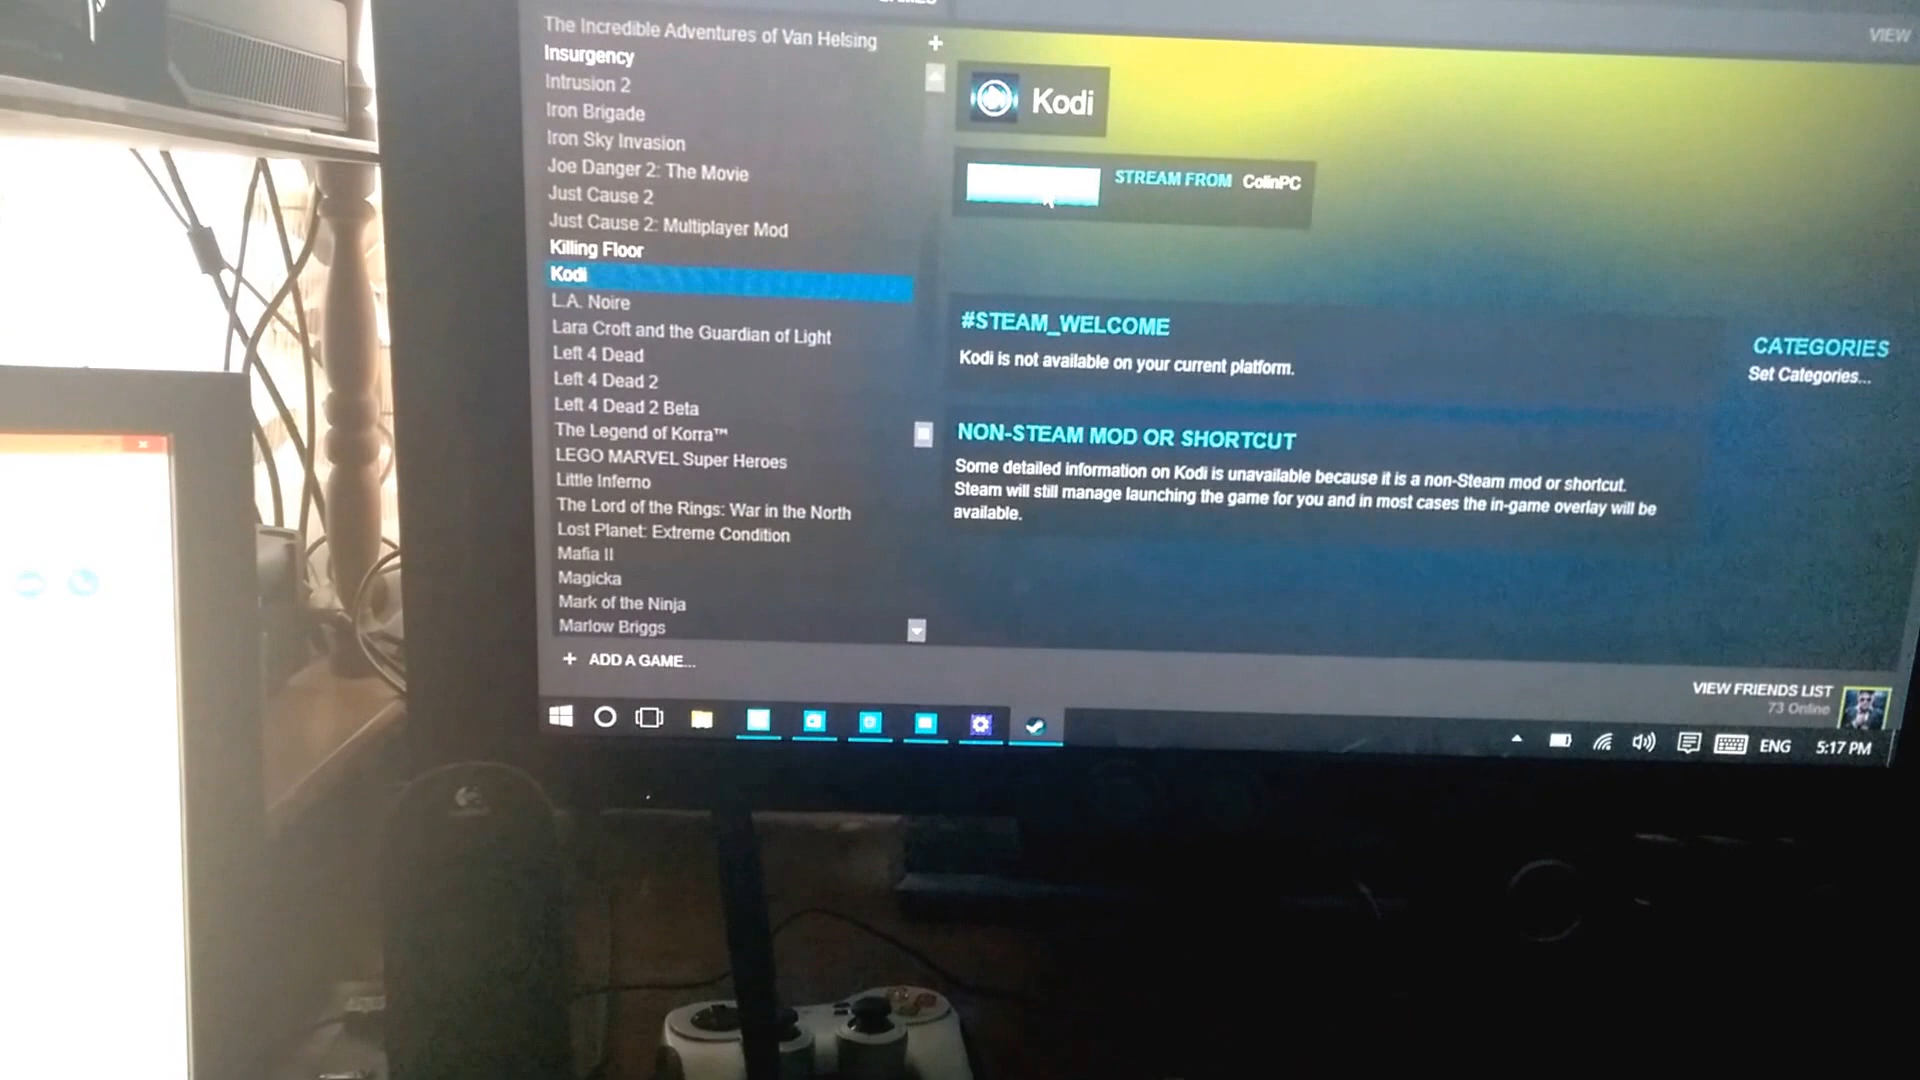 The Incredible Adventures of Van Helsing
Insurgency
Intrusion 2
Iron Brigade
Iron Sky Invasion
Joe Danger 2: The Movie
Just Cause 2
Just Cause 2: Multiplayer Mod
Killing Floor
Kodi
L.A. Noire
Lara Croft and the Guardian of Light
Left 4 Dead
Left 4 Dead 2
Left 4 Dead 2 Beta
The Legend of Korra™
LEGO MARVEL Super Heroes
Little Inferno
The Lord of the Rings: War in the North
Lost Planet: Extreme Condition
Mafia II
Magicka
Mark of the Ninja
Marlow Briggs
+ ADD A GAME...
VIEW
Kodi
STREAM FROM ColinPC
#STEAM_WELCOME
Kodi is not available on your current platform.
CATEGORIES
Set Categories...
NON-STEAM MOD OR SHORTCUT
Some detailed information on Kodi is unavailable because it is a non-Steam mod or shortcut.
Steam will still manage launching the game for you and in most cases the in-game overlay will be
available.
VIEW FRIENDS LIST
73 Online
ENG 5:17 PM